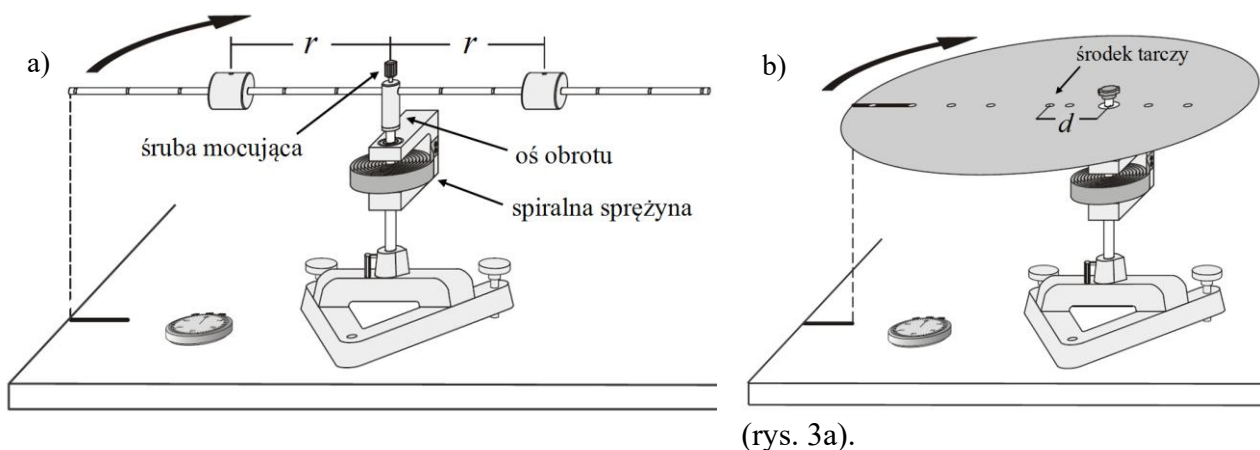 a)
r
r
śruba mocująca
oś obrotu
spiralna sprężyna
b)
środek tarczy
d
(rys. 3a).